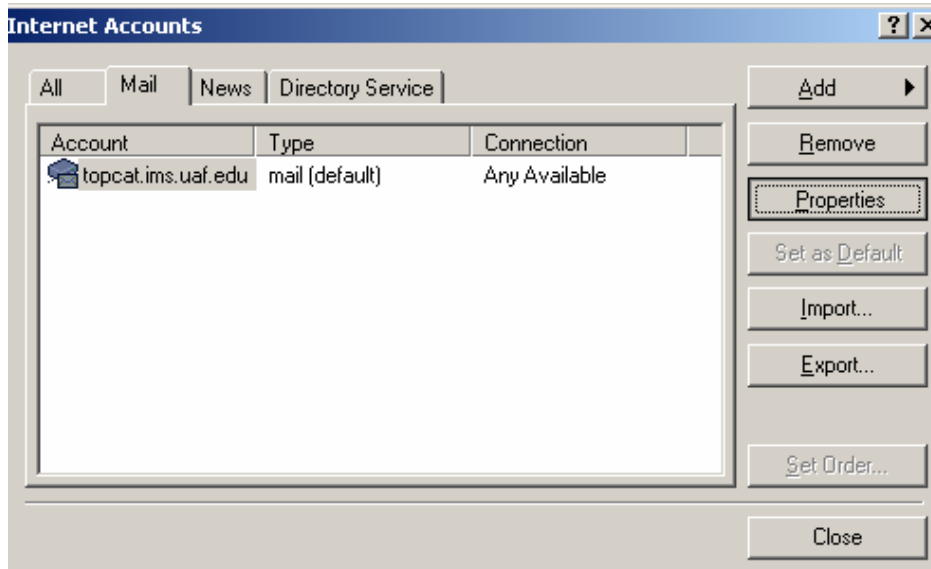 Internet Accounts
All Mail News Directory Service
Account Type Connection
topcat.ims.uaf.edu mail (default) Any Available
Add
Remove
Properties
Set as Default
Import...
Export...
Set Order...
Close